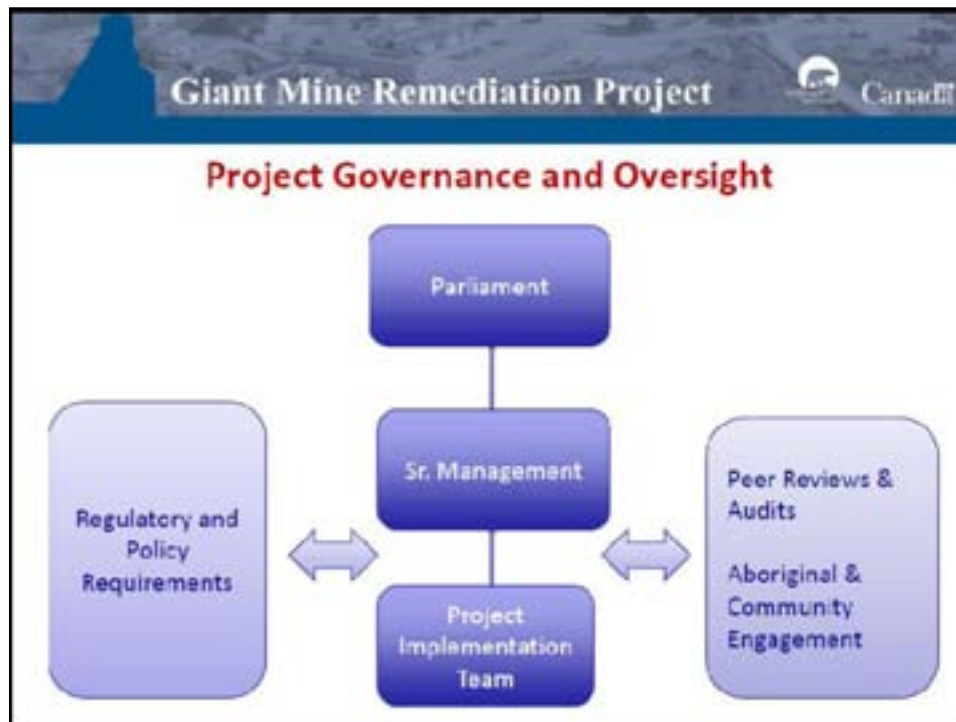 Giant Mine Remediation Project
Canada
Project Governance and Oversight
Parliament
Regulatory and
Policy
Requirements
Sr. Management
Project
Implementation
Team
Peer Reviews &
Audits
Aboriginal &
Community
Engagement